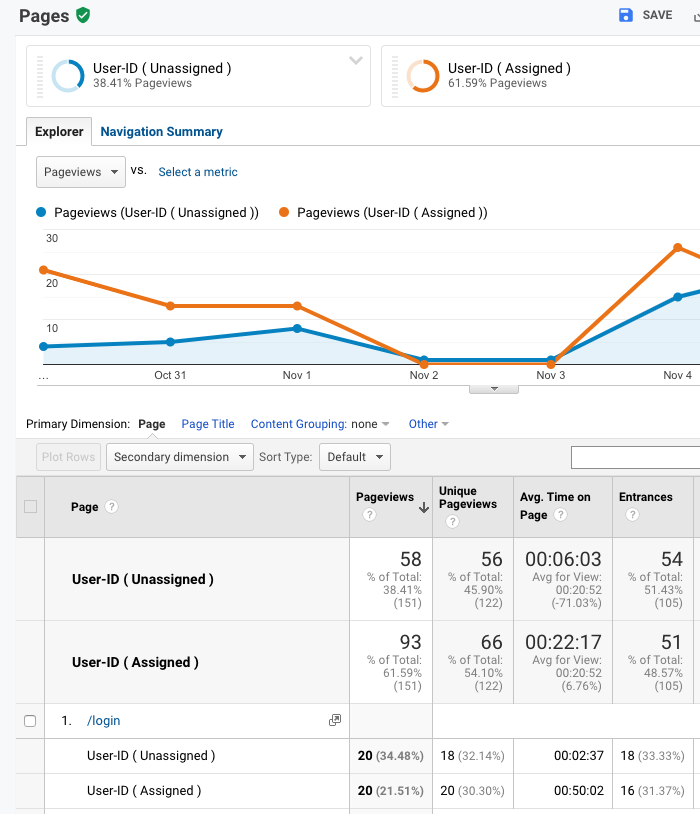 Pages
SAVE
User-ID ( Unassigned )
38.41% Pageviews
User-ID ( Assigned )
61.59% Pageviews
Explorer
Navigation Summary
Pageviews
vs.
Select a metric
Pageviews (User-ID ( Unassigned ))
Pageviews (User-ID ( Assigned ))
30
20
10
...
Oct 31
Nov 1
Nov 2
Nov 3
Nov 4
Primary Dimension:
Page
Page Title
Content Grouping: none
Other
Plot Rows
Secondary dimension
Sort Type:
Default
Page ?
Pageviews
?
Unique
Pageviews
?
Avg. Time on
Page ?
Entrances
?
User-ID ( Unassigned )
58
% of Total:
38.41%
(151)
56
% of Total:
45.90%
(122)
00:06:03
Avg for View:
00:20:52
(-71.03%)
54
% of Total:
51.43%
(105)
User-ID ( Assigned )
93
% of Total:
61.59%
(151)
66
% of Total:
54.10%
(122)
00:22:17
Avg for View:
00:20:52
(6.76%)
51
% of Total:
48.57%
(105)
1. /login
User-ID ( Unassigned ) 20 (34.48%) 18 (32.14%) 00:02:37 18 (33.33%)
User-ID ( Assigned ) 20 (21.51%) 20 (30.30%) 00:50:02 16 (31.37%)